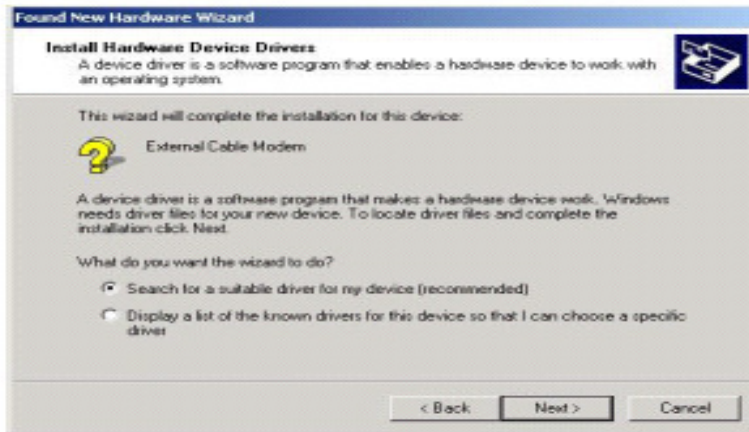 Found New Hardware Wizard
Install Hardware Device Drivers
A device driver is a software program that enables a hardware device to work with
an operating system.
This wizard will complete the installation for this device:
External Cable Modem
A device driver is a software program that makes a hardware device work. Windows
needs driver files for your new device. To locate driver files and complete the
installation click Next.
What do you want the wizard to do?
Search for a suitable driver for my device (recommended)
Display a list of the known drivers for this device so that I can choose a specific
driver
< Back Next > Cancel